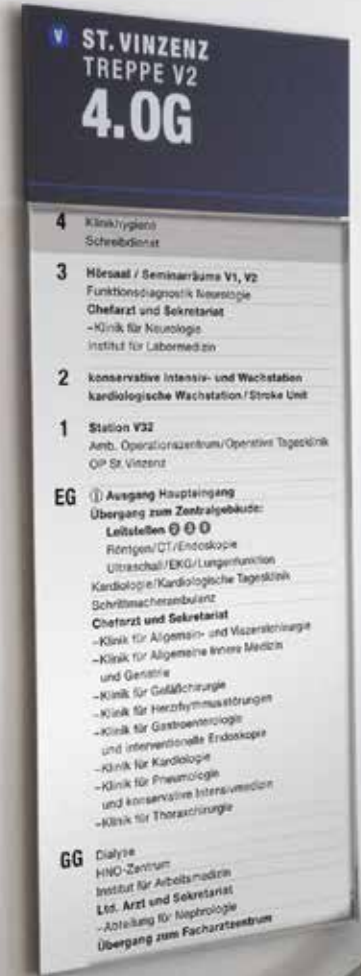 V ST. VINZENZ
TREPPE V2
4.OG
4 Klinikhygiene
Schreibdienst
3 Hörsaal / Seminarräume V1, V2
Funktionsdiagnostik Neurologie
Chefarzt und Sekretariat
–Klinik für Neurologie
Institut für Labormedizin
2 konservative Intensiv- und Wachstation
kardiologische Wachstation/Stroke Unit
1 Station V32
Amb. Operationszentrum/Operative Tagesklinik
OP St. Vinzenz
EG Ausgang Haupteingang
Übergang zum Zentralgebäude:
Leitstellen
Röntgen/CT/Endoskopie
Ultraschall/EKG/Lungenfunktion
Kardiologie/Kardiologische Tagesklinik
Schrittmacherambulanz
Chefarzt und Sekretariat
–Klinik für Allgemein- und Viszeralchirurgie
–Klinik für Allgemeine Innere Medizin
und Geriatrie
–Klinik für Gefäßchirurgie
–Klinik für Herzrhythmusstörungen
–Klinik für Gastroenterologie
und interventionelle Endoskopie
–Klinik für Kardiologie
–Klinik für Pneumologie
und konservative Intensivmedizin
–Klinik für Thoraxchirurgie
GG Dialyse
HNO-Zentrum
Institut für Arbeitsmedizin
Ltd. Arzt und Sekretariat
–Abteilung für Nephrologie
Übergang zum Facharztzentrum